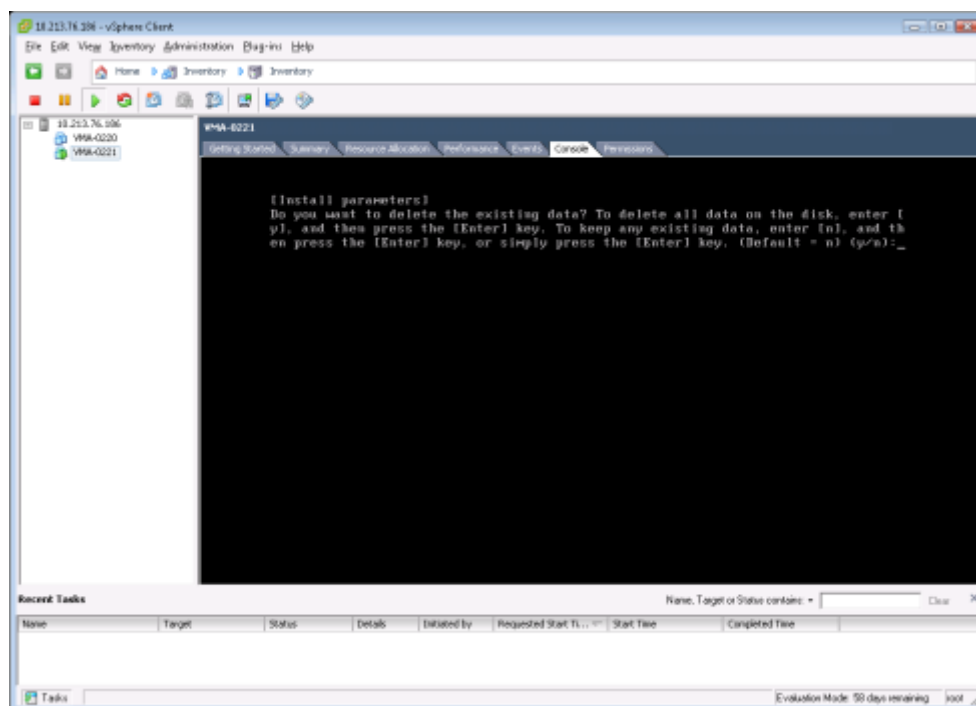 10.213.76.186 - vSphere Client
File Edit View Inventory Administration Plug-ins Help
Home Inventory Inventory
10.213.76.186
VMA-0220
VMA-0221
VMA-0221
Getting Started Summary Resource Allocation Performance Events Console Permissions
[Install parameters]
Do you want to delete the existing data? To delete all data on the disk, enter [
y], and then press the [Enter] key. To keep any existing data, enter [n], and th
en press the [Enter] key, or simply press the [Enter] key. (Default = n) (y/n):_
Recent Tasks
Name, Target or Status contains: Clear
Name Target Status Details Initiated by Requested Start Ti... Start Time Completed Time
Tasks
Evaluation Mode: 58 days remaining root